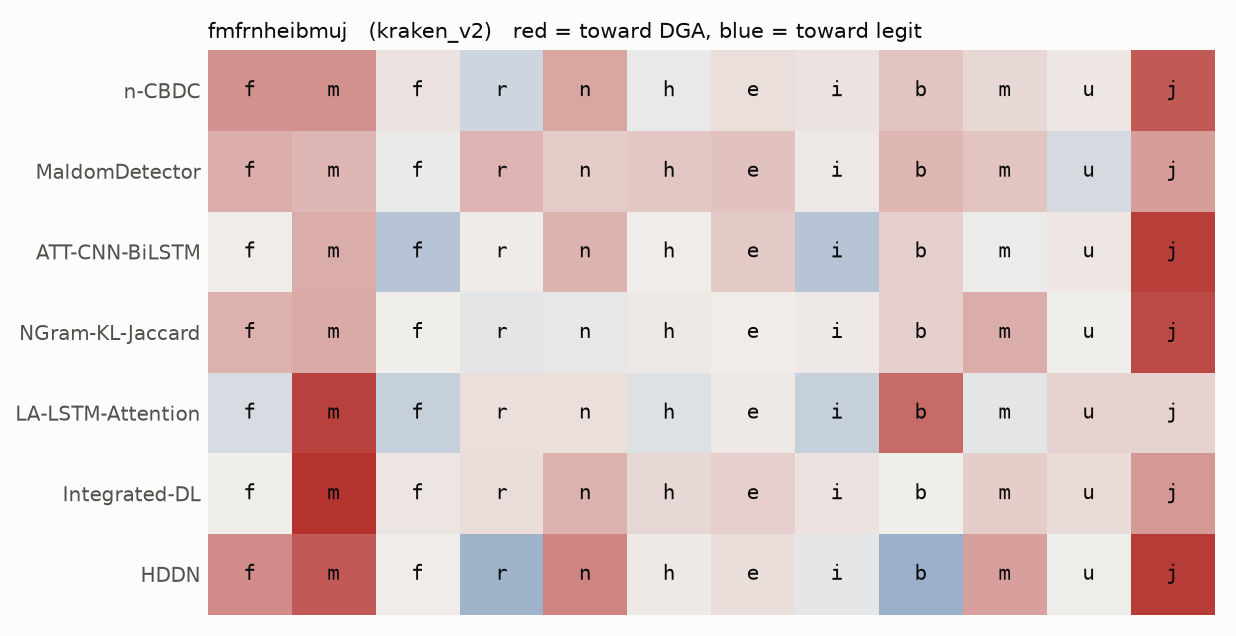 fmfrnheibmuj (kraken_v2) red = toward DGA, blue = toward legit
n-CBDC f m f r n h e i b m u j
MaldomDetector f m f r n h e i b m u j
ATT-CNN-BiLSTM f m f r n h e i b m u j
NGram-KL-Jaccard f m f r n h e i b m u j
LA-LSTM-Attention f m f r n h e i b m u j
Integrated-DL f m f r n h e i b m u j
HDDN f m f r n h e i b m u j